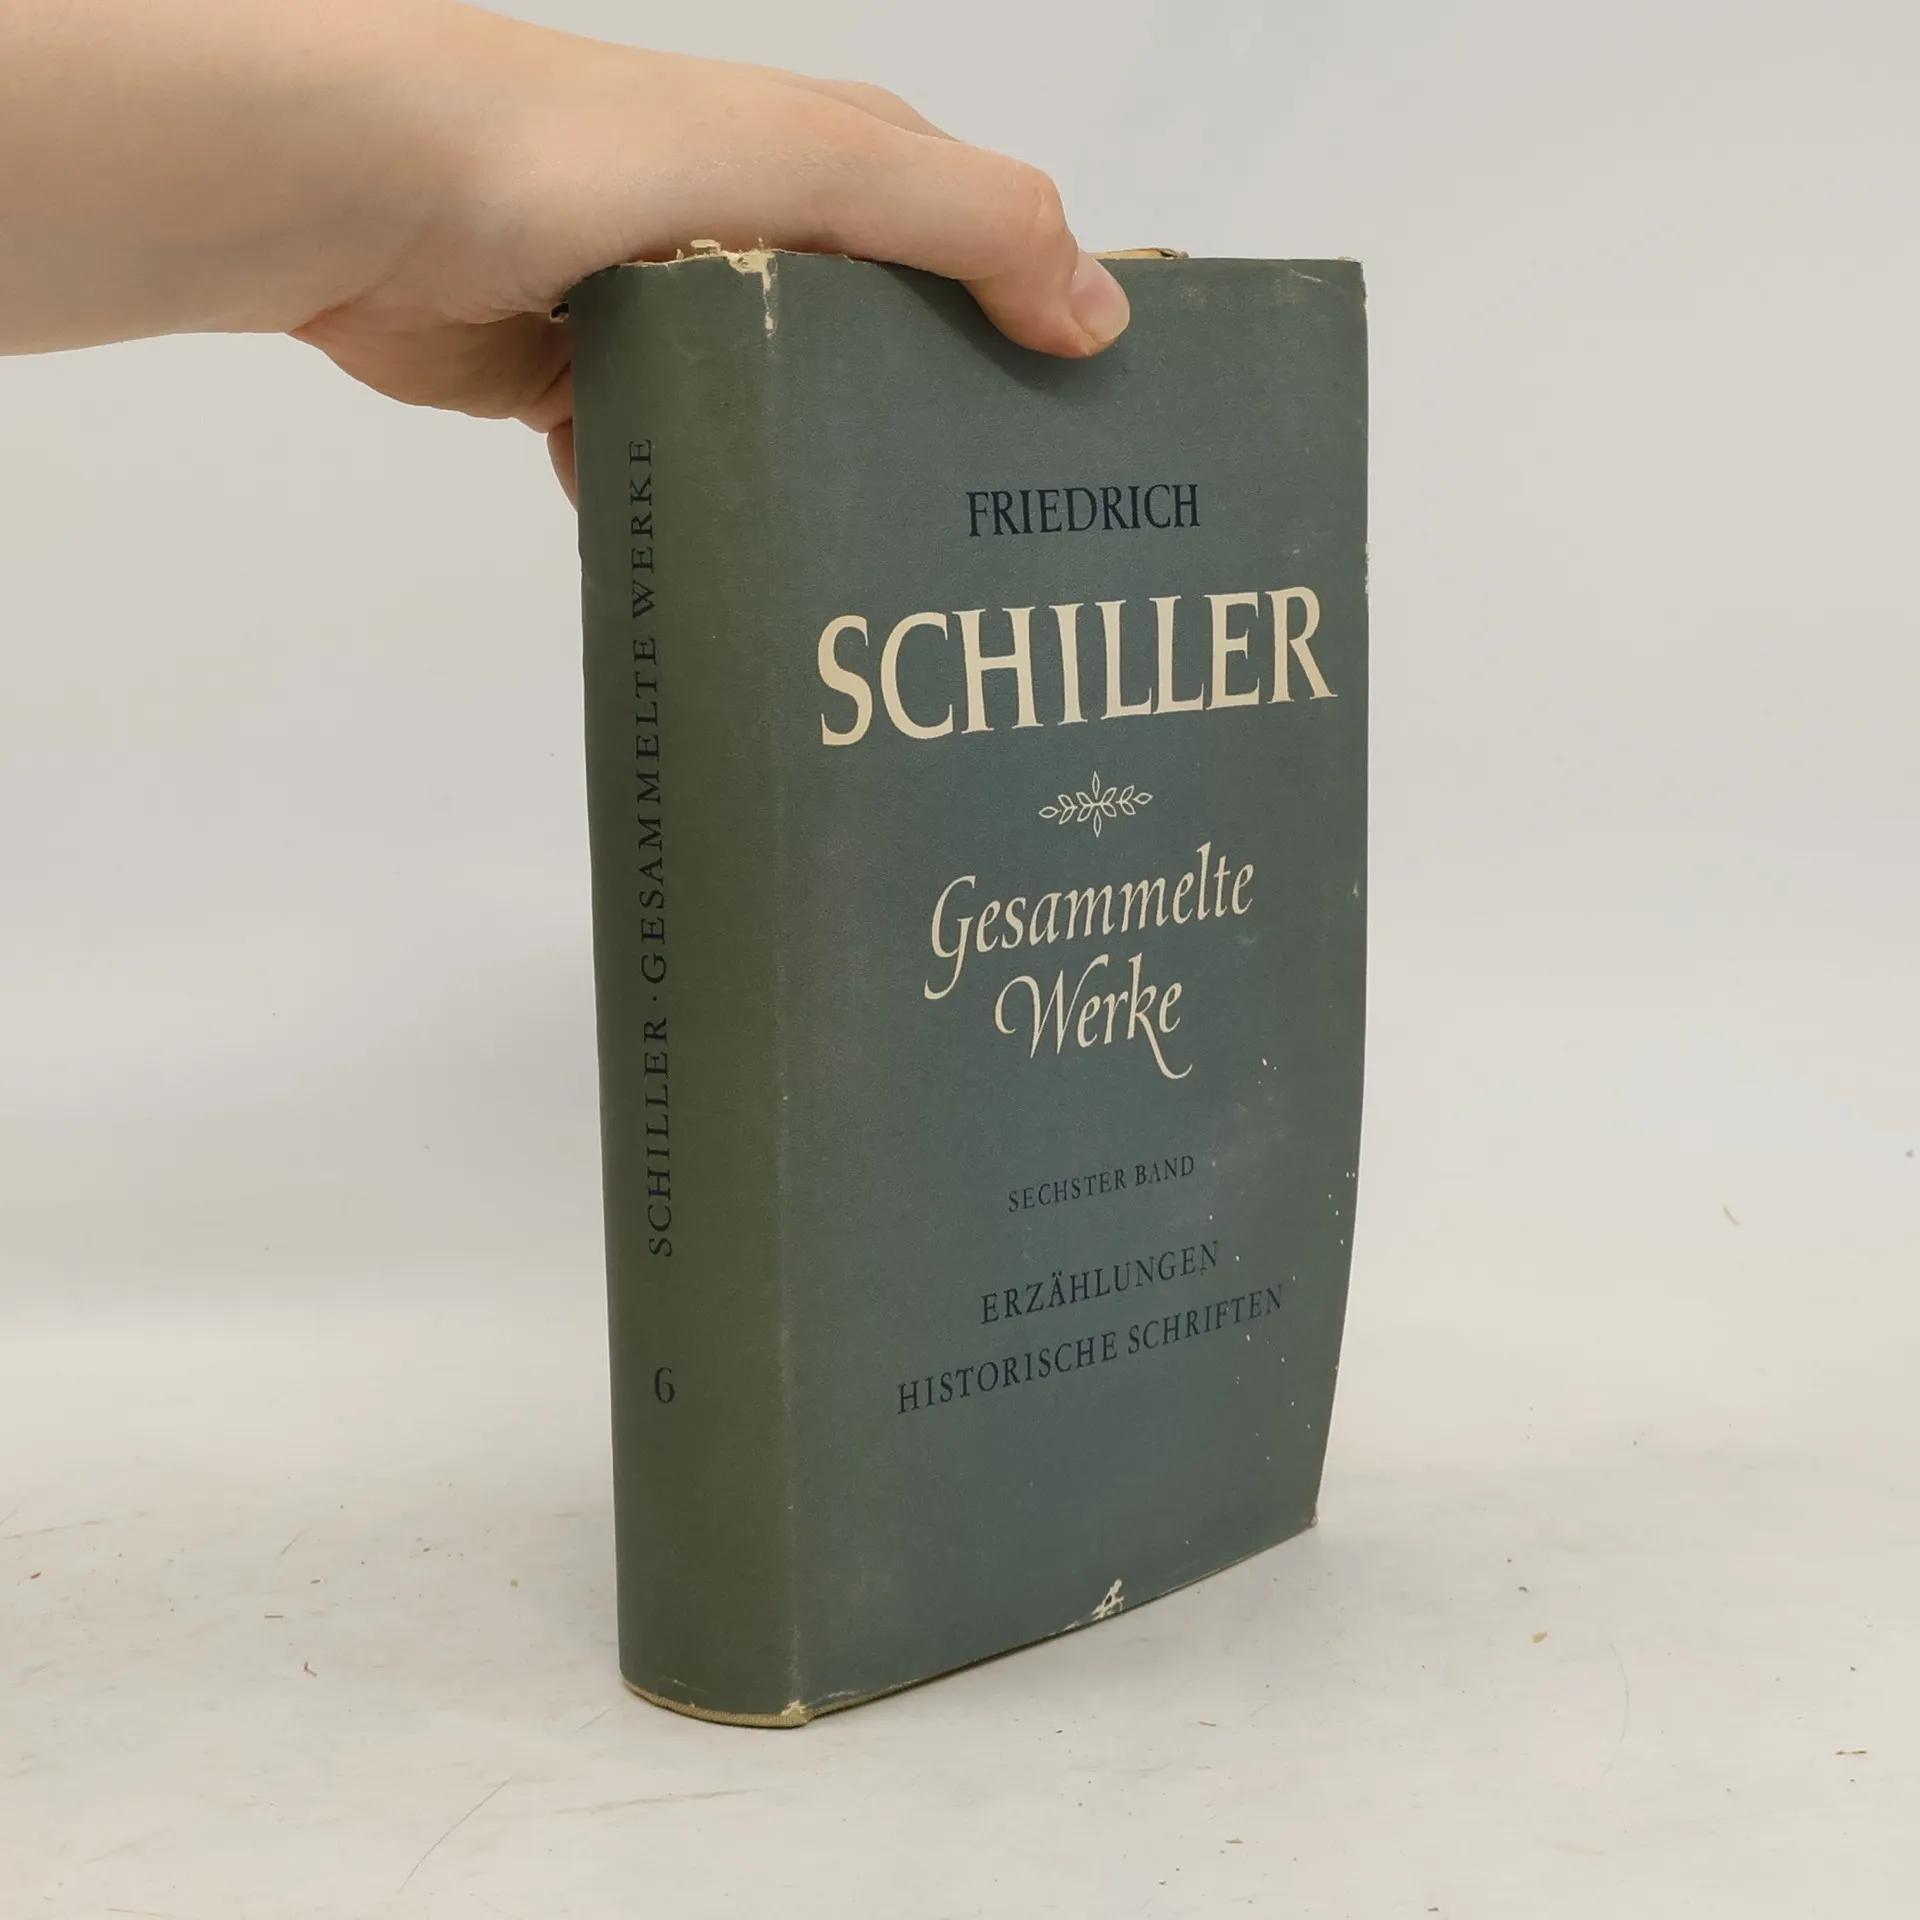 SCHILLER · GESAMMELTE WERKE
6
FRIEDRICH
SCHILLER
Gesammelte
Werke
SECHSTER BAND
ERZÄHLUNGEN
HISTORISCHE SCHRIFTEN